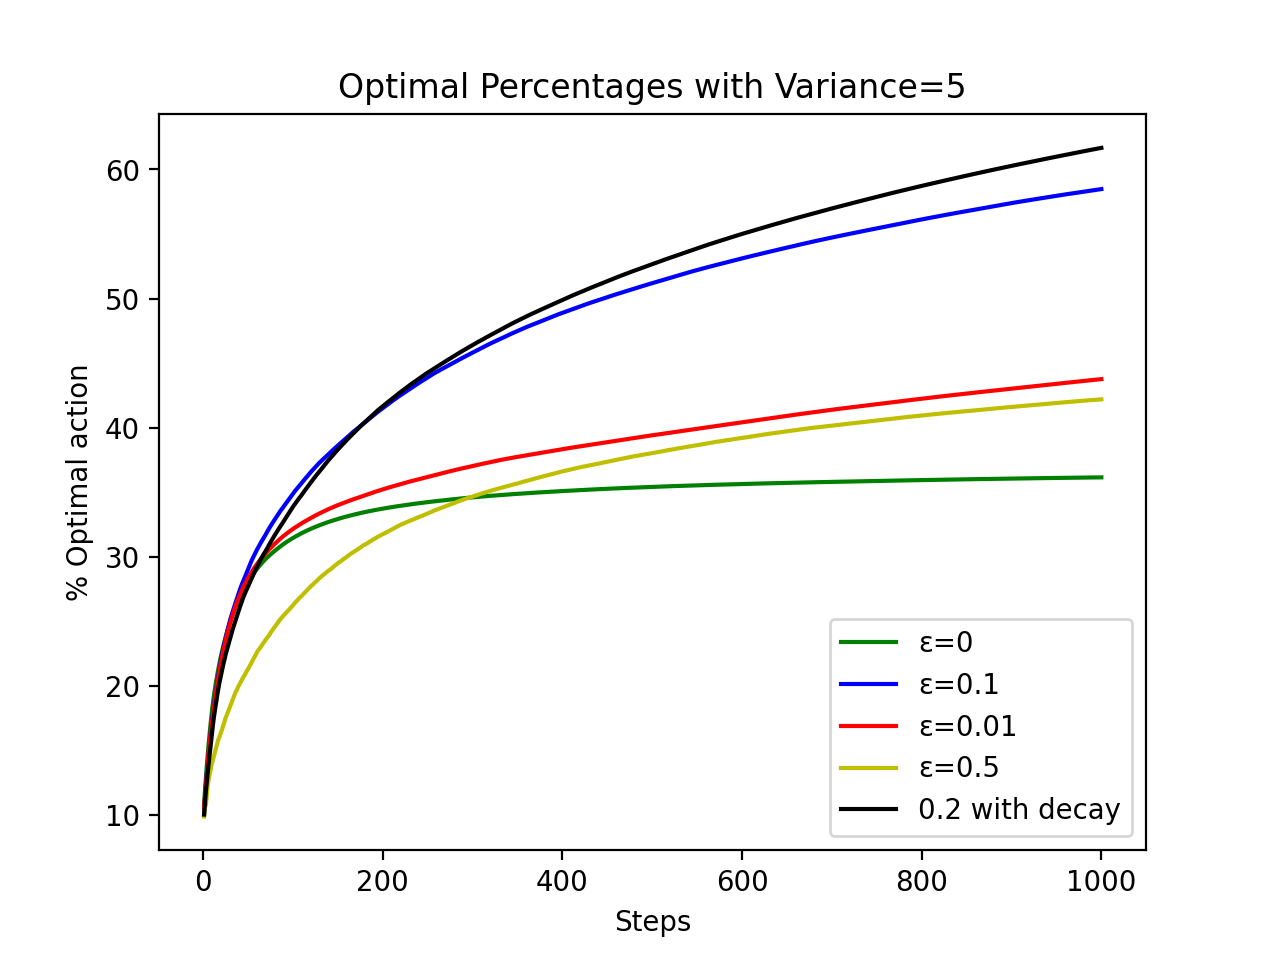 Optimal Percentages with Variance=5
% Optimal action
60
50
40
30
20
10
ε=0
ε=0.1
ε=0.01
ε=0.5
0.2 with decay
0 200 400 600 800 1000
Steps